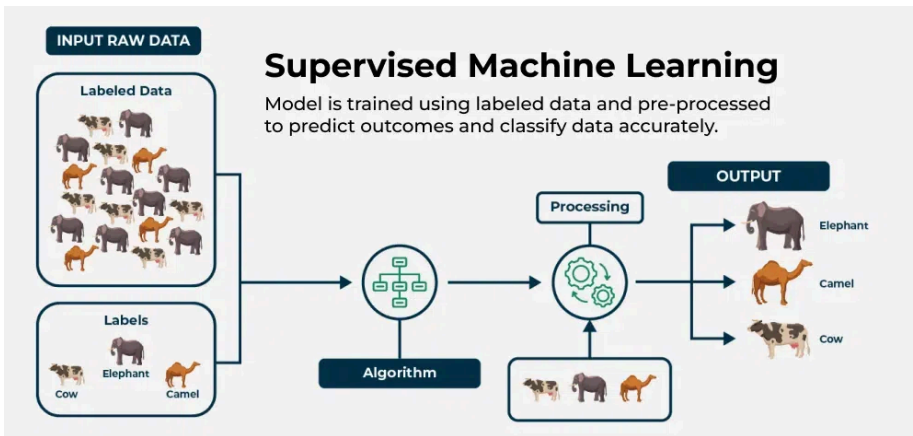 INPUT RAW DATA
Labeled Data
Supervised Machine Learning
Model is trained using labeled data and pre-processed
to predict outcomes and classify data accurately.
Labels
Cow
Elephant
Camel
Algorithm
Processing
OUTPUT
Elephant
Camel
Cow